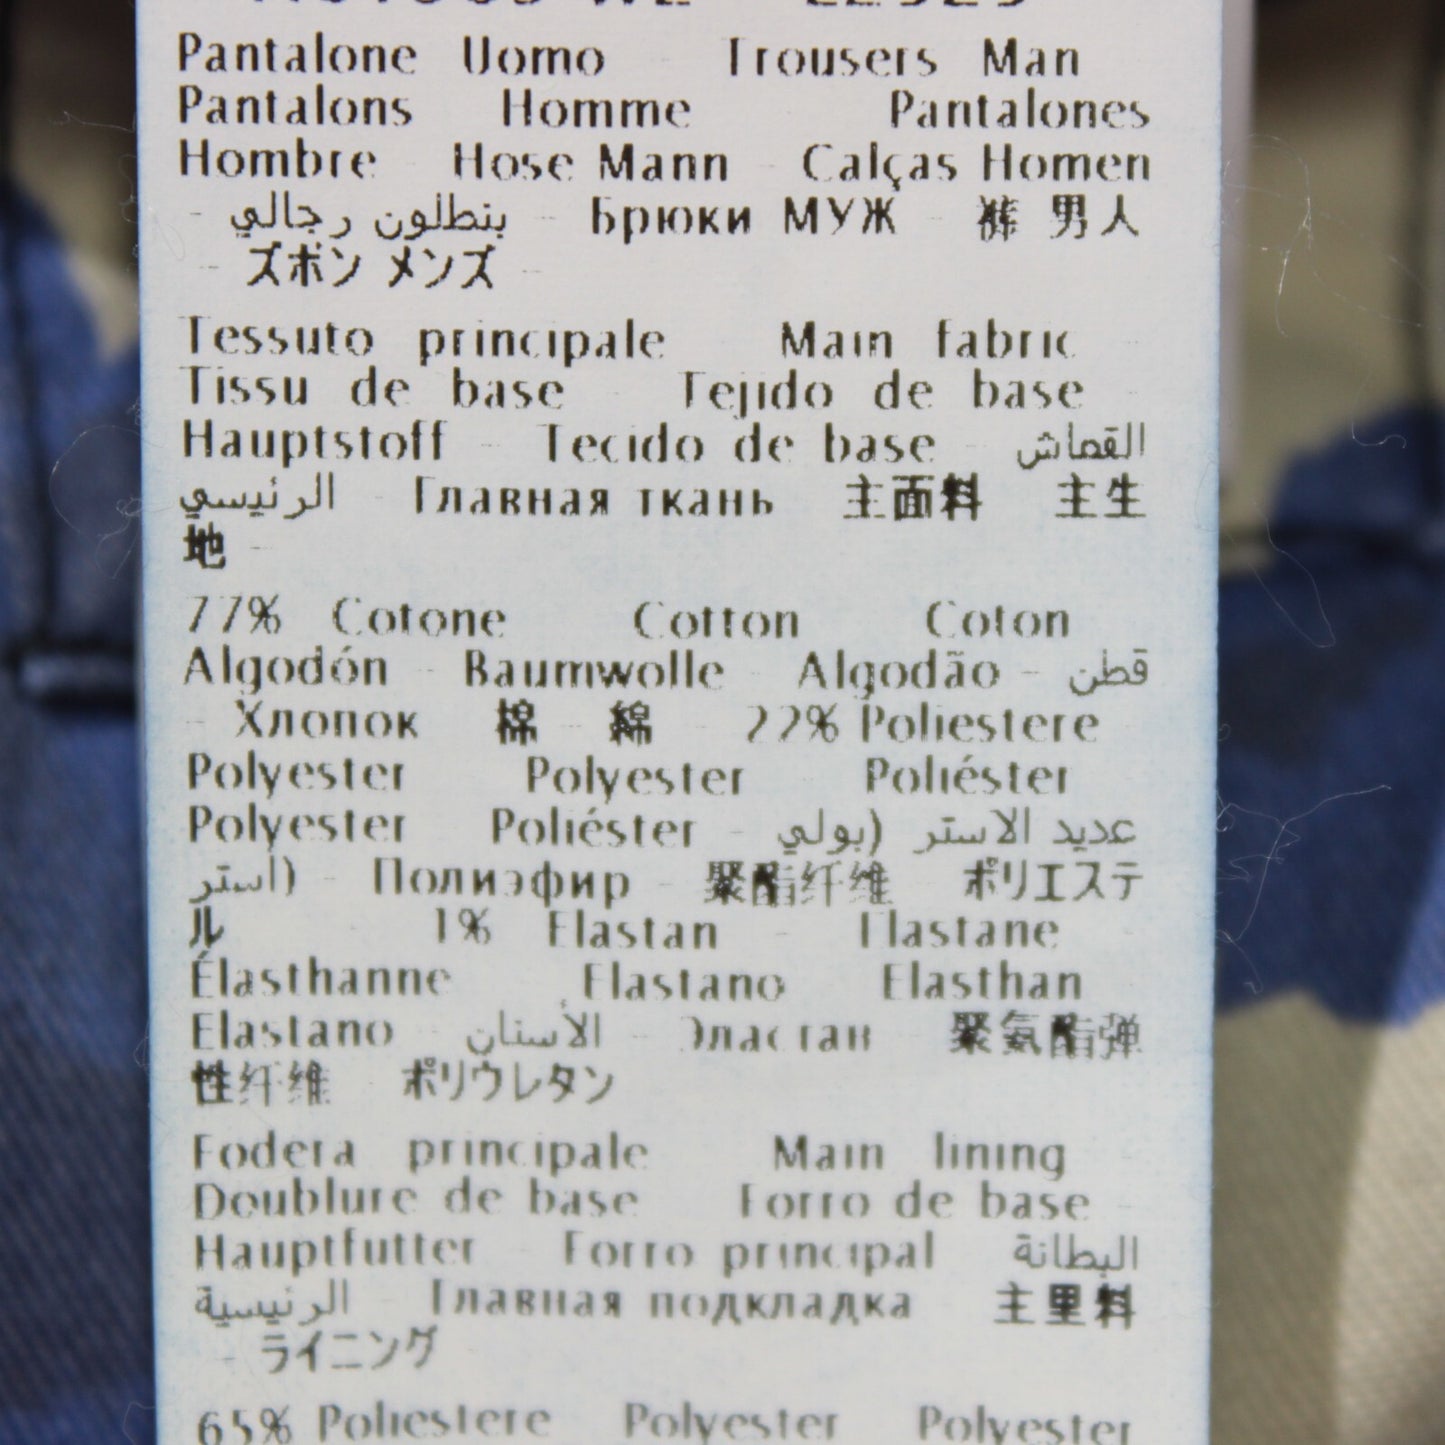 Pantalone Uomo - Trousers Man -
Pantalons Homme - Pantalones
Hombre - Hose Mann - Calças Homen
- بنطلون رجالي - Брюки МУЖ - 裤 男人
- ズボン メンズ -
Tessuto principale - Main fabric -
Tissu de base - Tejido de base -
Hauptstoff - Tecido de base - القماش
الرئيسي - Главная ткань - 主面料 - 主生
地 -
77% Cotone - Cotton - Coton -
Algodón - Baumwolle - Algodão - قطن
- Хлопок - 棉 - 綿 - 22% Poliestere -
Polyester - Polyester - Poliéster -
Polyester - Poliéster - عديد الاستر (بولي
أستر) - Полиэфир - 聚酯纤维 - ポリエステ
ル - 1% Elastan - Elastane -
Élasthanne - Elastano - Elasthan -
Elastano - الأستان - Эластан - 聚氨酯弹
性纤维 - ポリウレタン
Fodera principale - Main lining -
Doublure de base - Forro de base -
Hauptfutter - Forro principal - البطانة
الرئيسية - Главная подкладка - 主里料
- ライニング
65% Poliestere - Polyester - Polyester